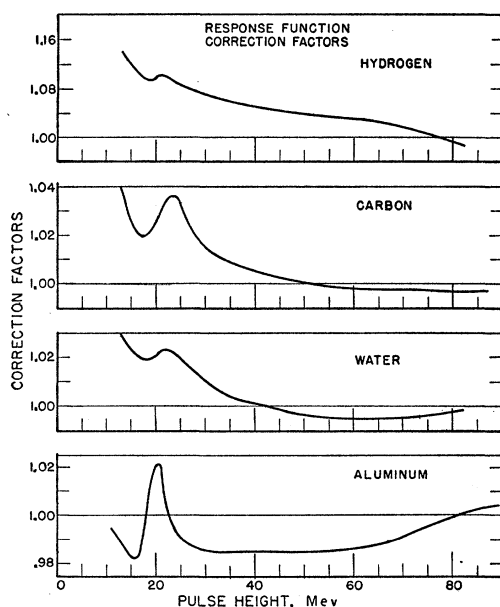 RESPONSE FUNCTION
CORRECTION FACTORS
HYDROGEN
1.16
1.08
1.00
CARBON
1.04
1.02
1.00
WATER
1.02
1.00
ALUMINUM
1.02
1.00
.98
0 20 40 60 80
PULSE HEIGHT, Mev
CORRECTION FACTORS